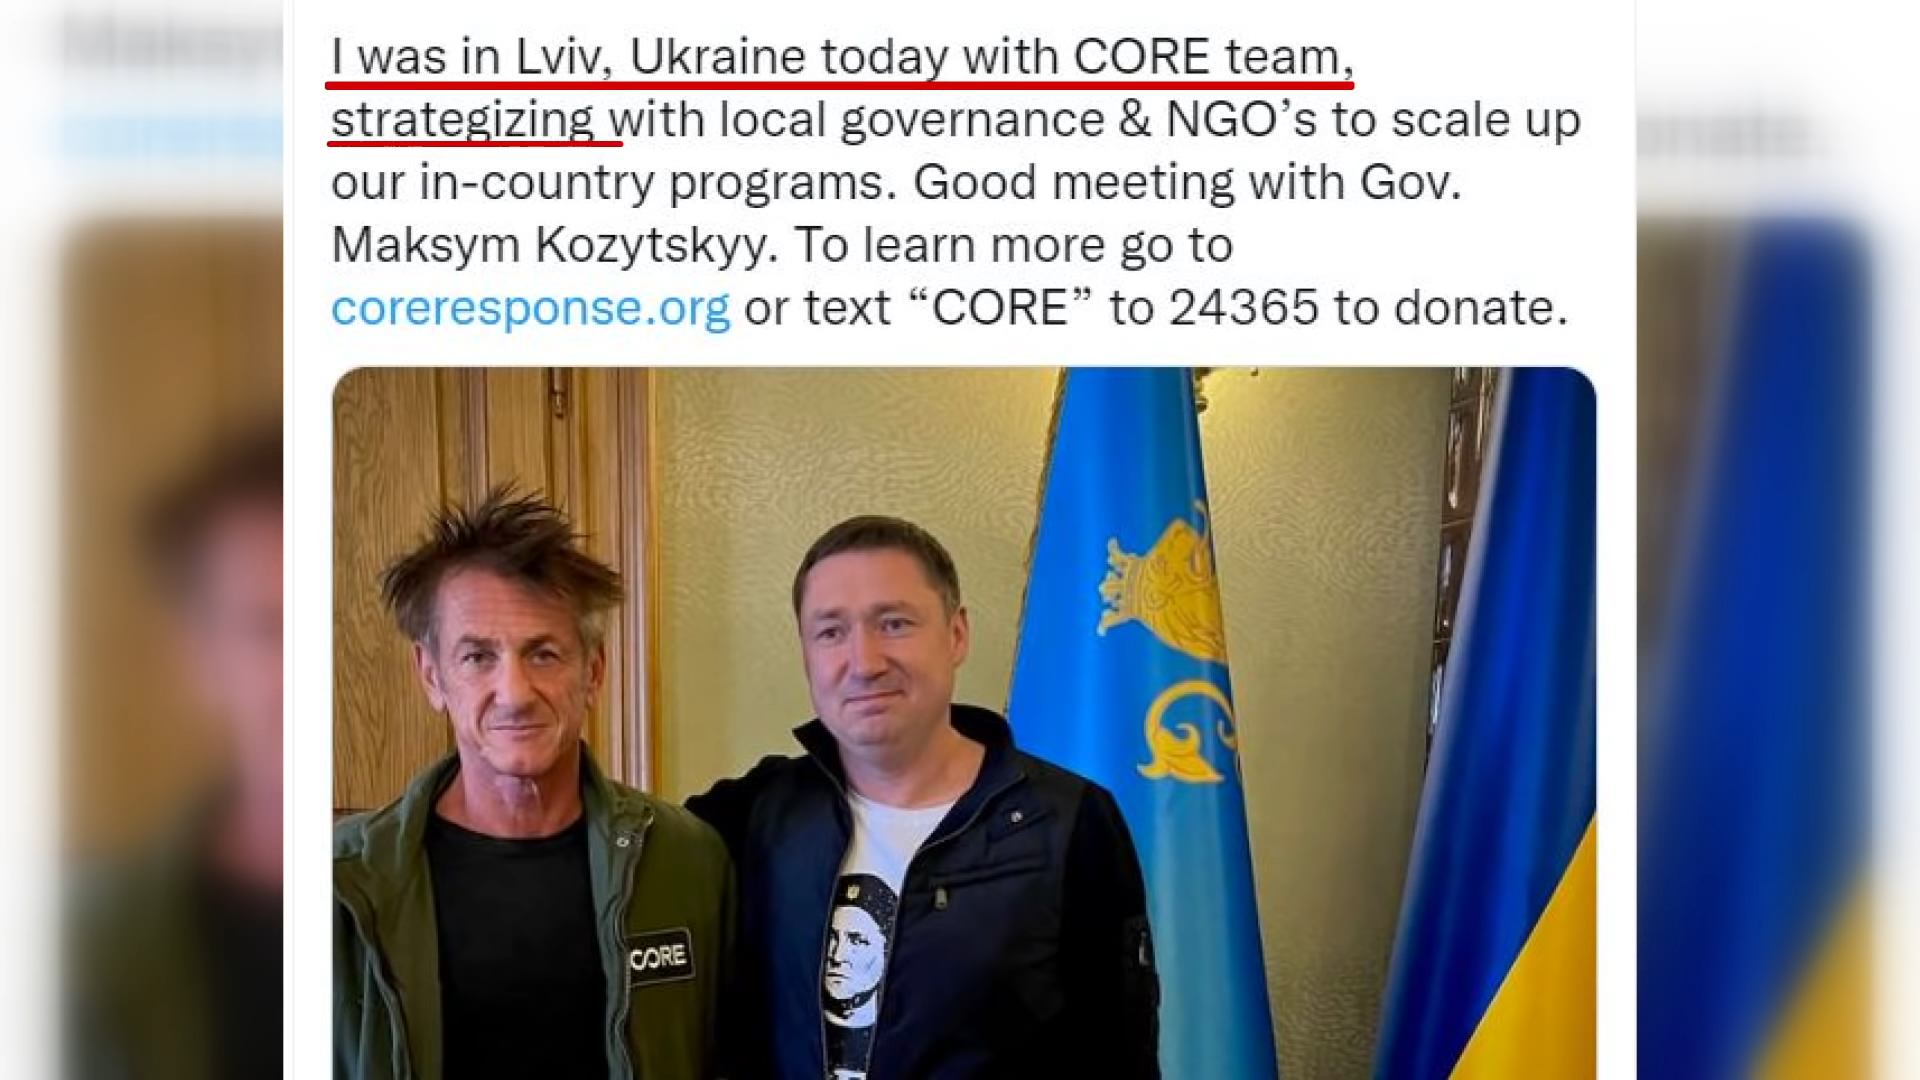 I was in Lviv, Ukraine today with CORE team,
strategizing with local governance & NGO’s to scale up
our in-country programs. Good meeting with Gov.
Maksym Kozytskyy. To learn more go to
coreresponse.org or text “CORE” to 24365 to donate.
CORE